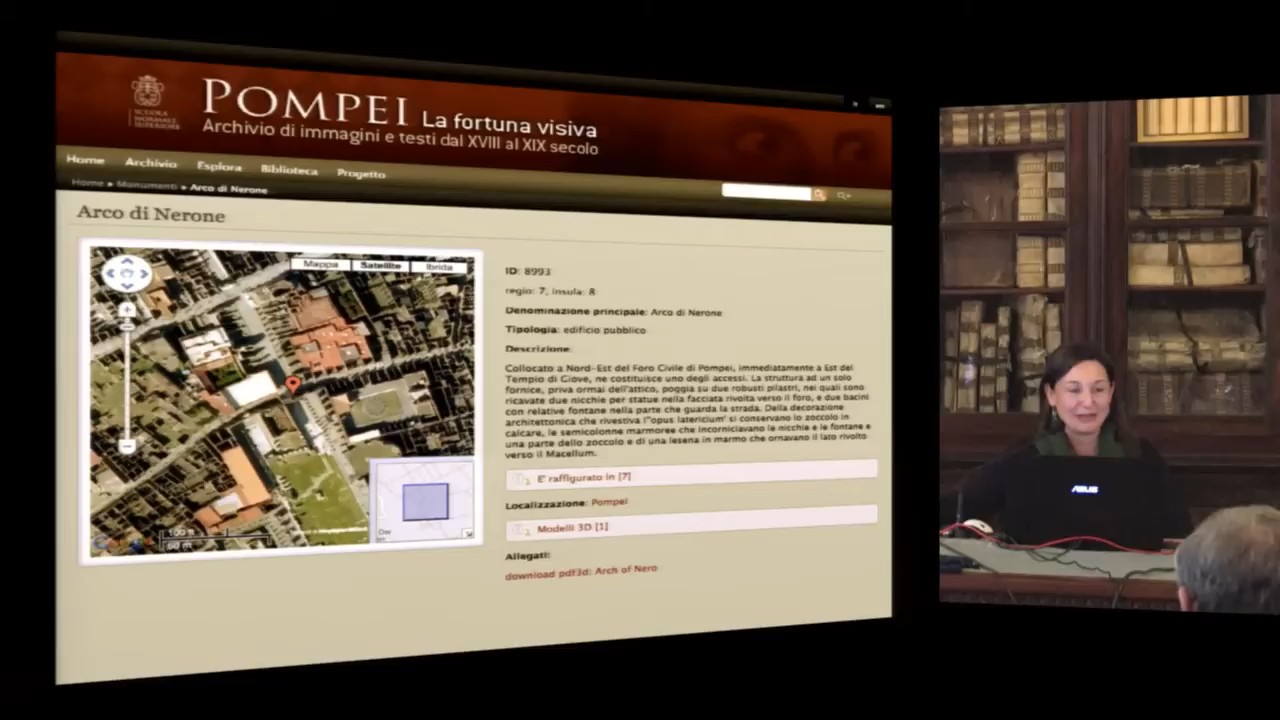 SCUOLA
NORMALE
SUPERIORE
POMPEI La fortuna visiva
Archivio di immagini e testi dal XVIII al XIX secolo
Home Archivio Esplora Biblioteca Progetto
Home ▸ Monumenti ▸ Arco di Nerone
Arco di Nerone
Mappa Satellite Ibrida
100 ft
50 m
ID: 8993
regio: 7, insula: 8
Denominazione principale: Arco di Nerone
Tipologia: edificio pubblico
Descrizione:
Collocato a Nord-Est del Foro Civile di Pompei, immediatamente a Est del
Tempio di Giove, ne costituisce uno degli accessi. La struttura ad un solo
fornice, priva ormai dell'attico, poggia su due robusti pilastri, nei quali sono
ricavate due nicchie per statue nella facciata rivolta verso il foro, e due bacini
con relative fontane nella parte che guarda la strada. Della decorazione
architettonica che rivestiva l'"opus latericium" si conservano lo zoccolo in
calcare, le semicolonne marmoree che incorniciavano le nicchie e le fontane e
una parte dello zoccolo e di una lesena in marmo che ornavano il lato rivolto
verso il Macellum.
E' raffigurato in [7]
Localizzazione: Pompei
Modelli 3D [1]
Allegati:
download pdf3d: Arch of Nero
ASUS